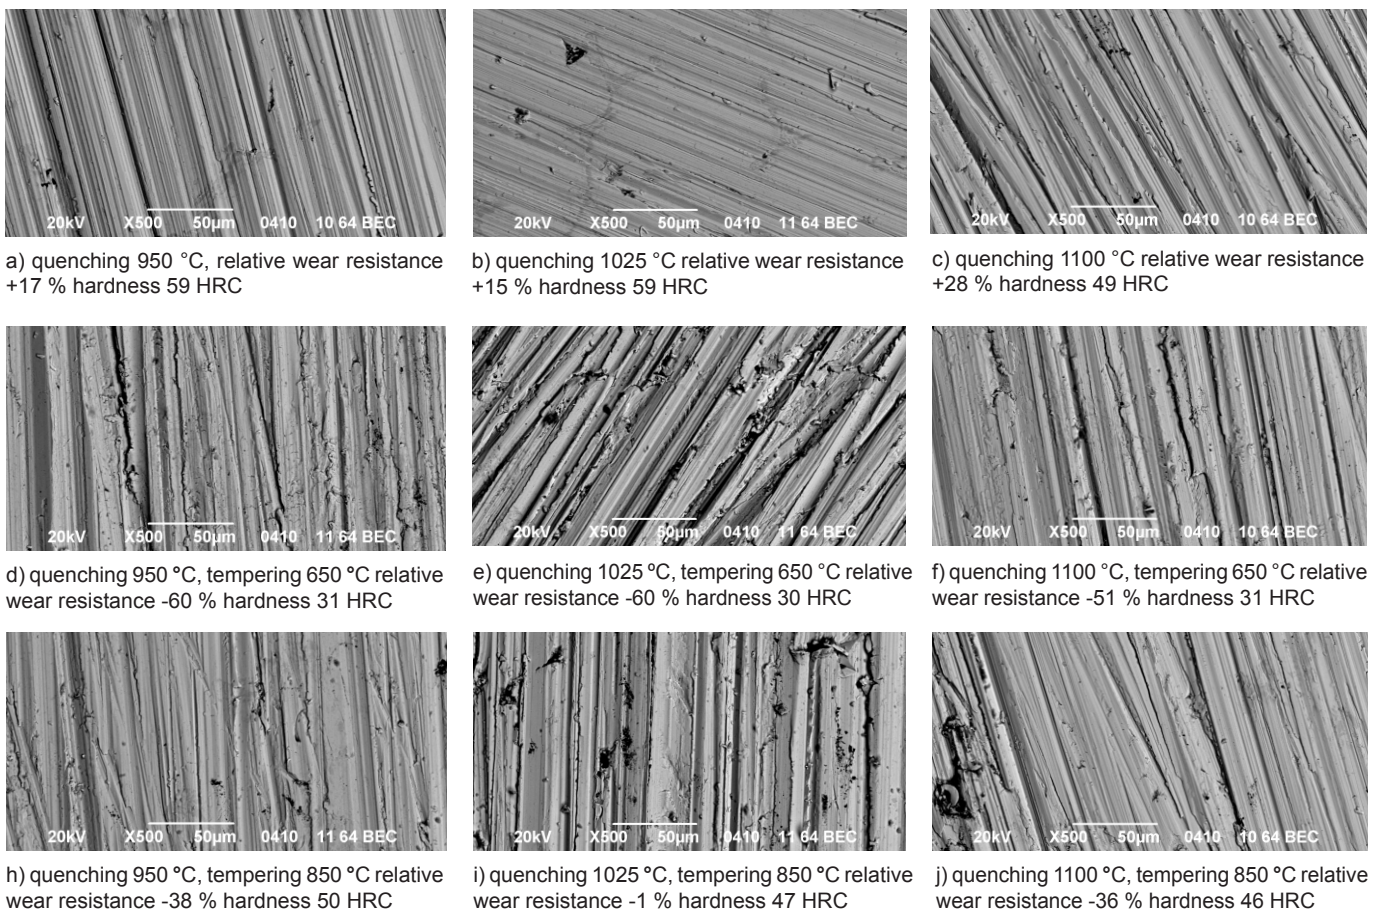 20kV X500 50µm 0410 10 64 BEC
20kV X500 50µm 0410 11 64 BEC
20kV X500 50µm 0410 10 64 BEC
a) quenching 950 °C, relative wear resistance
+17 % hardness 59 HRC
b) quenching 1025 °C relative wear resistance
+15 % hardness 59 HRC
c) quenching 1100 °C relative wear resistance
+28 % hardness 49 HRC
20kV X500 50µm 0410 11 64 BEC
20kV X500 50µm 0410 11 64 BEC
20kV X500 50µm 0410 10 64 BEC
d) quenching 950 °C, tempering 650 °C relative
wear resistance -60 % hardness 31 HRC
e) quenching 1025 ºC, tempering 650 °C relative
wear resistance -60 % hardness 30 HRC
f) quenching 1100 °C, tempering 650 °C relative
wear resistance -51 % hardness 31 HRC
20kV X500 50µm 0410 11 64 BEC
20kV X500 50µm 0410 11 64 BEC
20kV X500 50µm 0410 10 64 BEC
h) quenching 950 °C, tempering 850 °C relative
wear resistance -38 % hardness 50 HRC
i) quenching 1025 °C, tempering 850 °C relative
wear resistance -1 % hardness 47 HRC
j) quenching 1100 °C, tempering 850 °C relative
wear resistance -36 % hardness 46 HRC